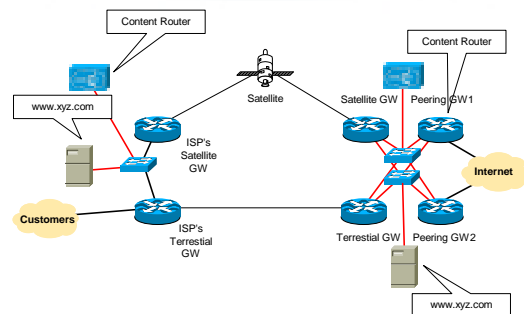 Content Router
Content Router
www.xyz.com
Satellite
Satellite GW
Peering GW1
ISP's
Satellite
GW
Internet
Customers
ISP's
Terrestial
GW
Terrestial GW
Peering GW2
www.xyz.com